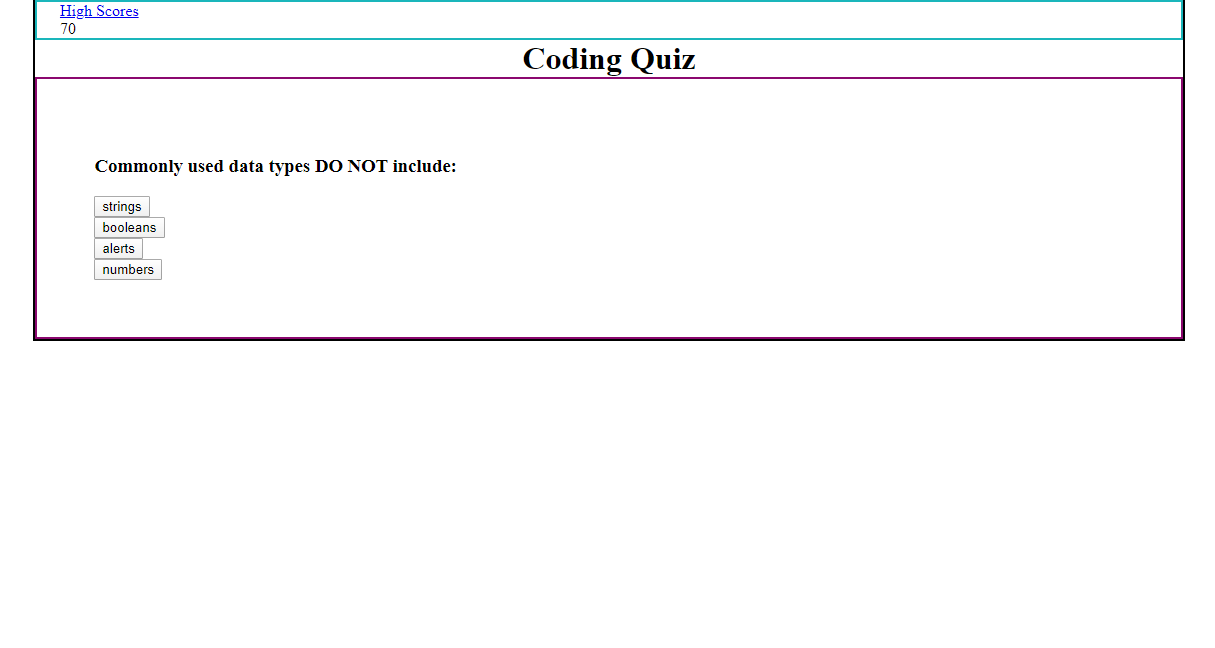 High Scores
70
Coding Quiz
Commonly used data types DO NOT include:
strings
booleans
alerts
numbers